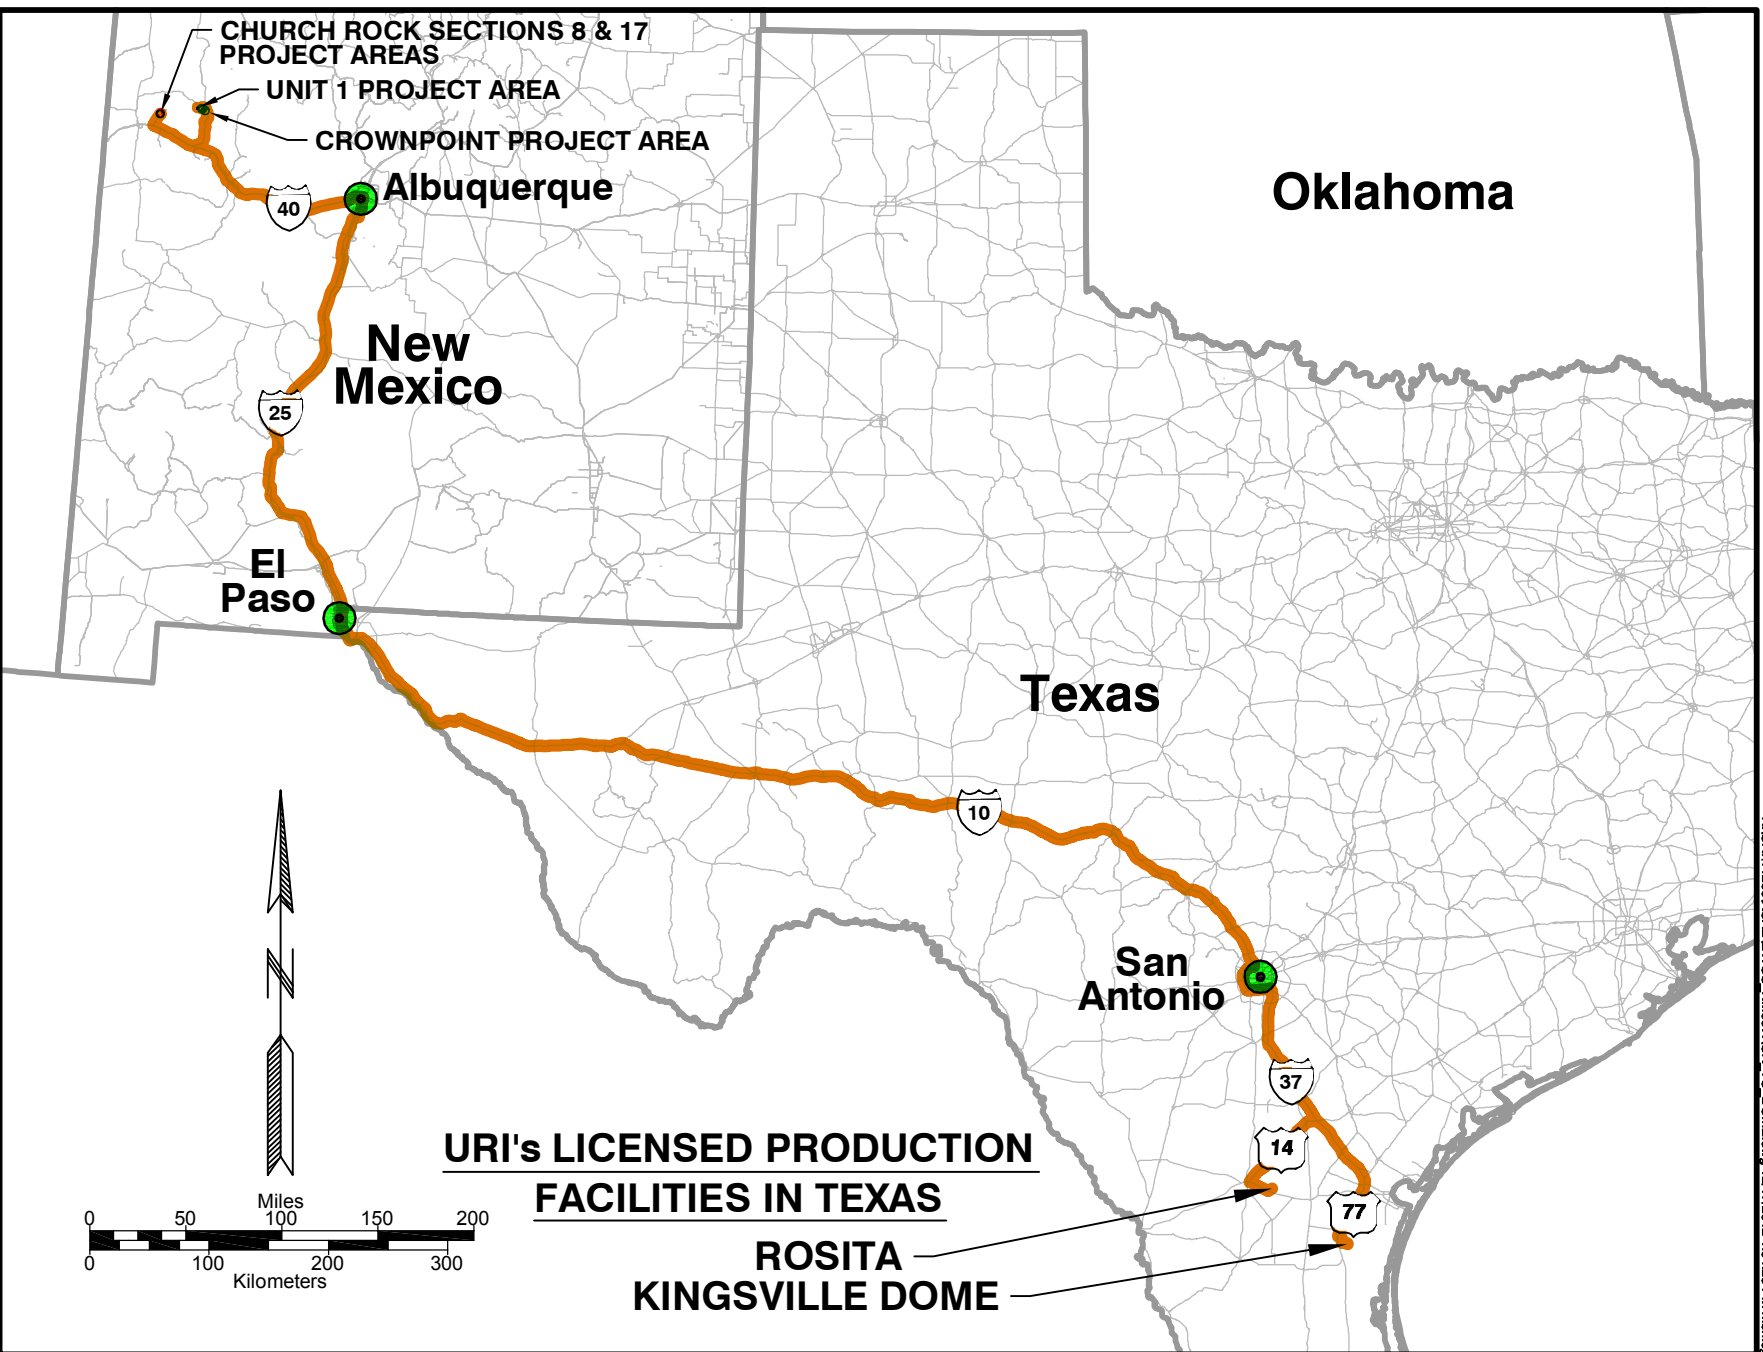 CHURCH ROCK SECTIONS 8 & 17
PROJECT AREAS
UNIT 1 PROJECT AREA
CROWNPOINT PROJECT AREA
Albuquerque
40
Oklahoma
New
Mexico
25
El
Paso
Texas
10
San
Antonio
37
14
77
URI's LICENSED PRODUCTION
FACILITIES IN TEXAS
ROSITA
KINGSVILLE DOME
N
Miles
0 50 100 150 200
0 100 200 300
Kilometers